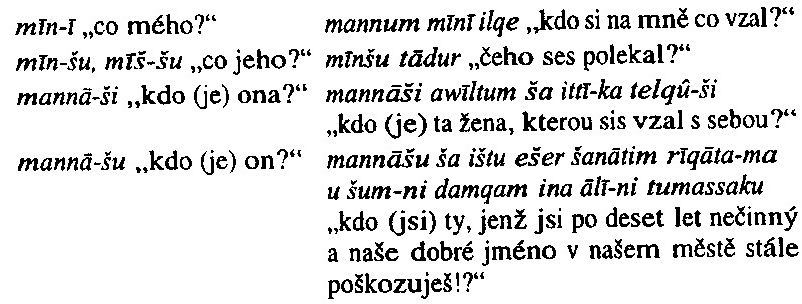 mīn-ī „co mého?“ mannum mīnī ilqe „kdo si na mně co vzal?“
mīn-šu, mīš-šu „co jeho?“ mīnšu tādur „čeho ses polekal?“
mannā-ši „kdo (je) ona?“ mannāši awīltum ša ittī-ka telqû-ši
„kdo (je) ta žena, kterou sis vzal s sebou?“
mannā-šu „kdo (je) on?“ mannāšu ša ištu ešer šanātim rīqāta-ma
u šum-ni damqam ina ālī-ni tumassaku
„kdo (jsi) ty, jenž jsi po deset let nečinný
a naše dobré jméno v našem městě stále
poškozuješ!?“